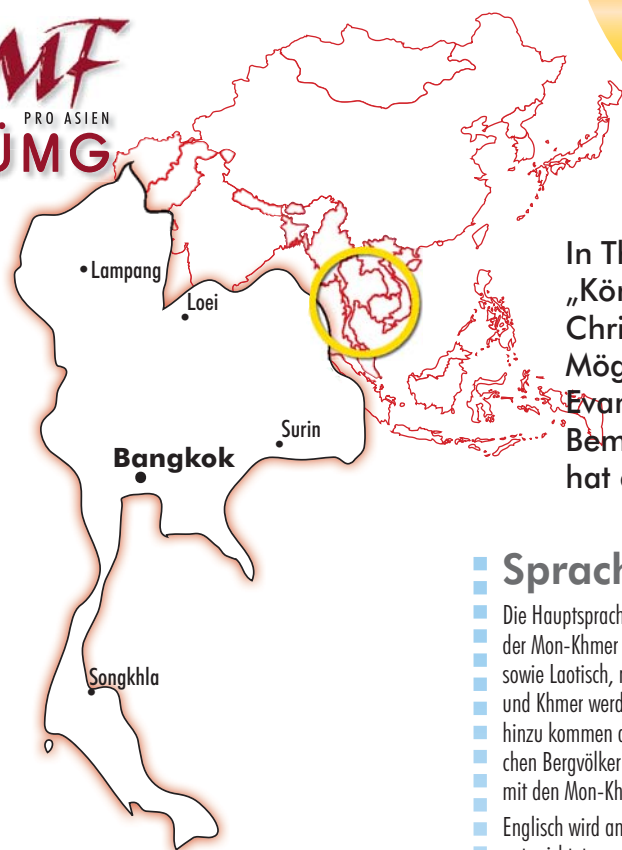 MF
PRO ASIEN
ÜMG
Lampang
Loei
Surin
Bangkok
Songkhla
In Th
„Kön
Chri
Mög
Evan
Bem
hat
Sprach
Die Hauptsprach
der Mon-Khmer
sowie Laotisch,
und Khmer werd
hinzu kommen
chen Bergvölker
mit den Mon-Kh
Englisch wird an